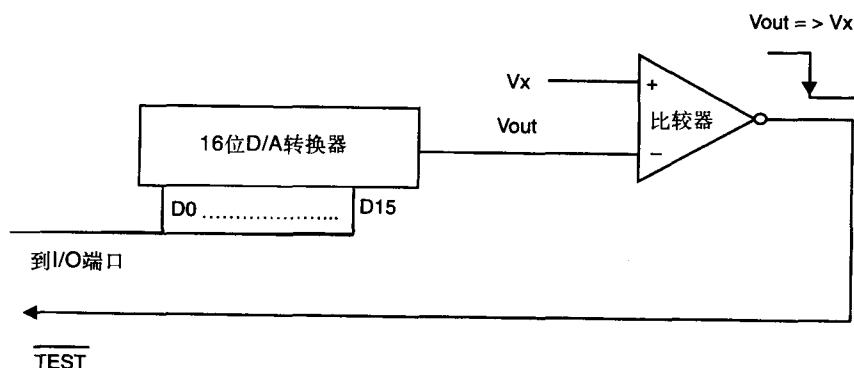 Vout = > Vx
Vx
+
比较器
Vout
−
16位D/A转换器
D0 ..................... D15
到I/O端口
TEST